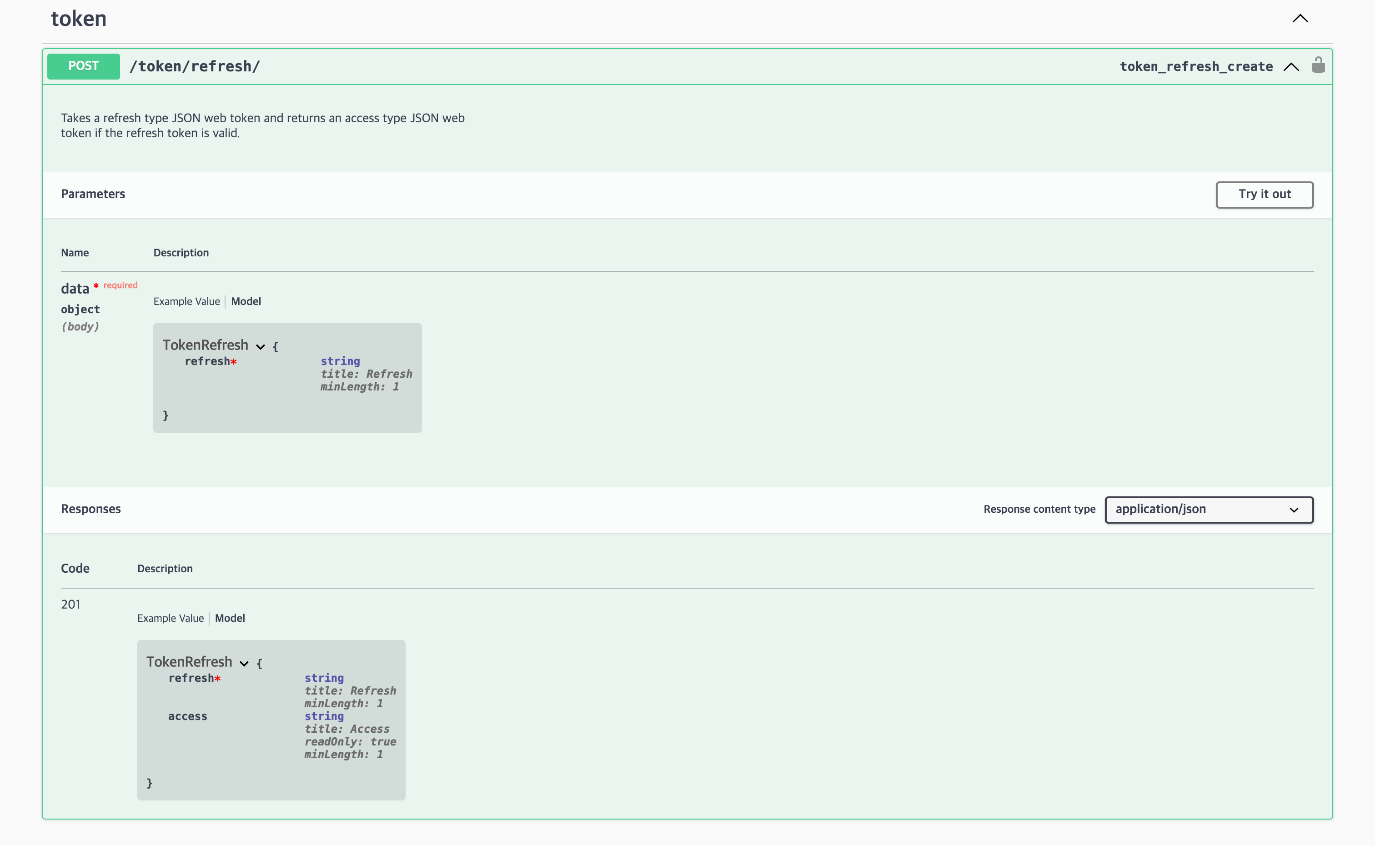 token
POST /token/refresh/ token_refresh_create
Takes a refresh type JSON web token and returns an access type JSON web
token if the refresh token is valid.
Parameters Try it out
Name Description
data * required
object
(body)
Example Value Model
TokenRefresh {
refresh* string
title: Refresh
minLength: 1
}
Responses Response content type application/json
Code Description
201
Example Value Model
TokenRefresh {
refresh* string
title: Refresh
minLength: 1
access string
title: Access
readOnly: true
minLength: 1
}